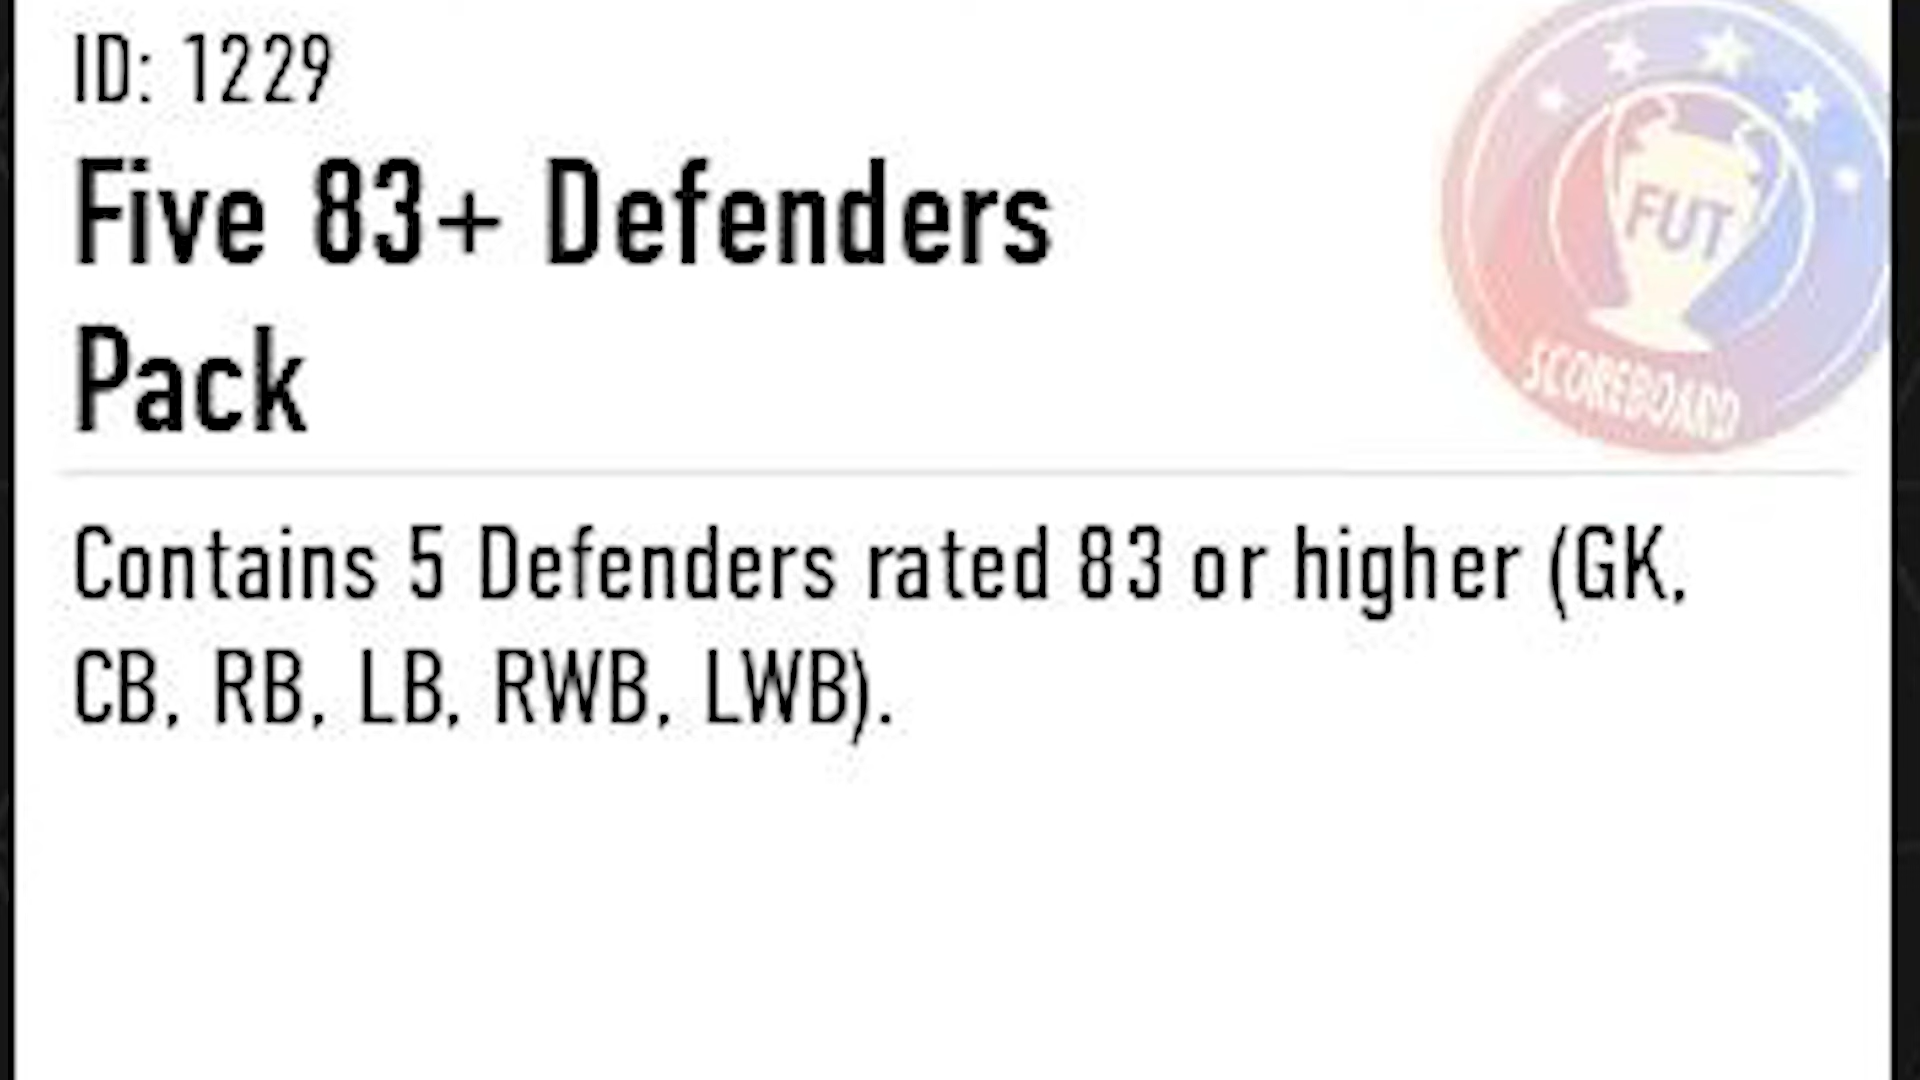 ID: 1229
Five 83+ Defenders
Pack
FUT
SCOREBOARD
Contains 5 Defenders rated 83 or higher (GK,
CB, RB, LB, RWB, LWB).